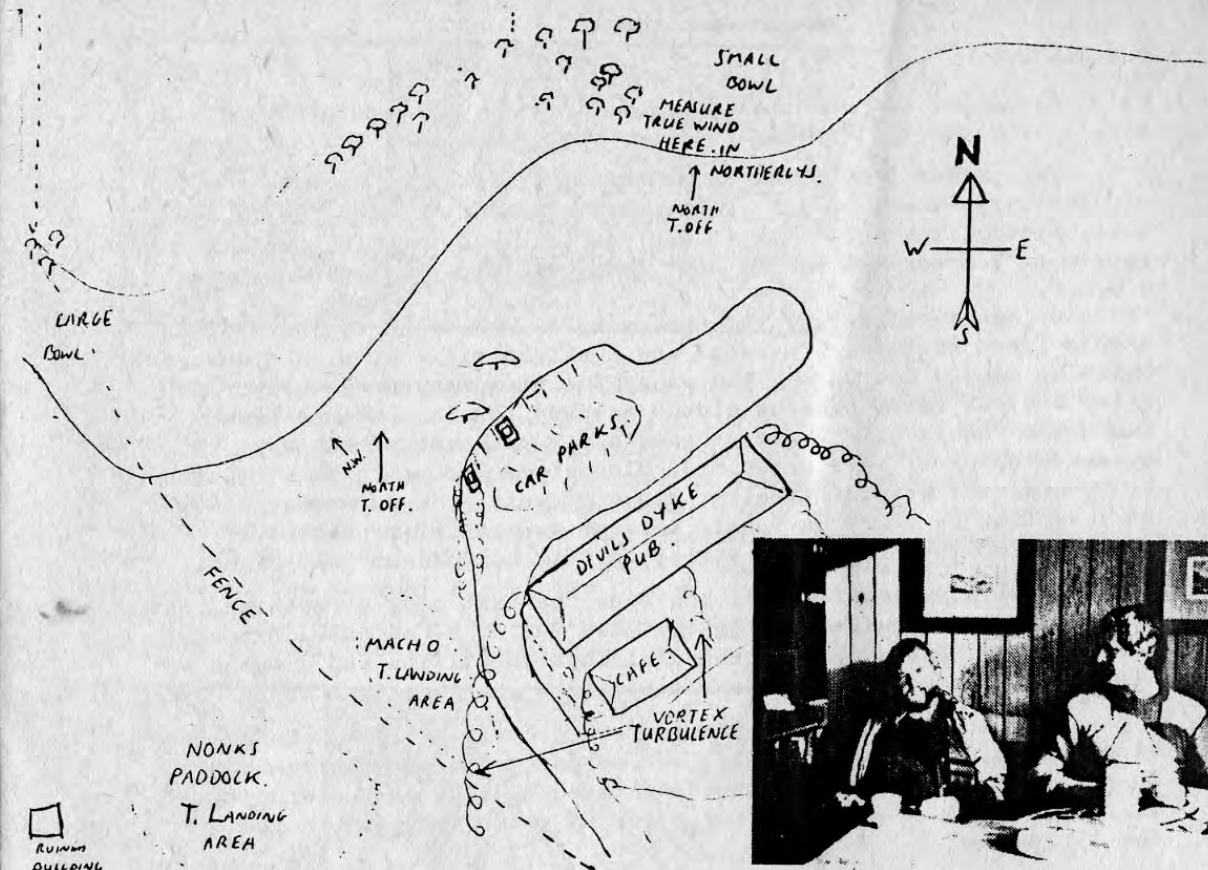 SMALL
BOWL
MEASURE
TRUE WIND
HERE. IN
NORTHERLYS.
NORTH
T. OFF
N
W
E
S
LARGE
BOWL.
N.W.
NORTH
T. OFF.
CAR PARKS
DIVILS DYKE
PUB
CAFE.
FENCE
MACHO
T. LANDING
AREA
VORTEX
TURBULENCE
NONKS
PADDOCK.
T. LANDING
AREA
RUINED
BUILDING